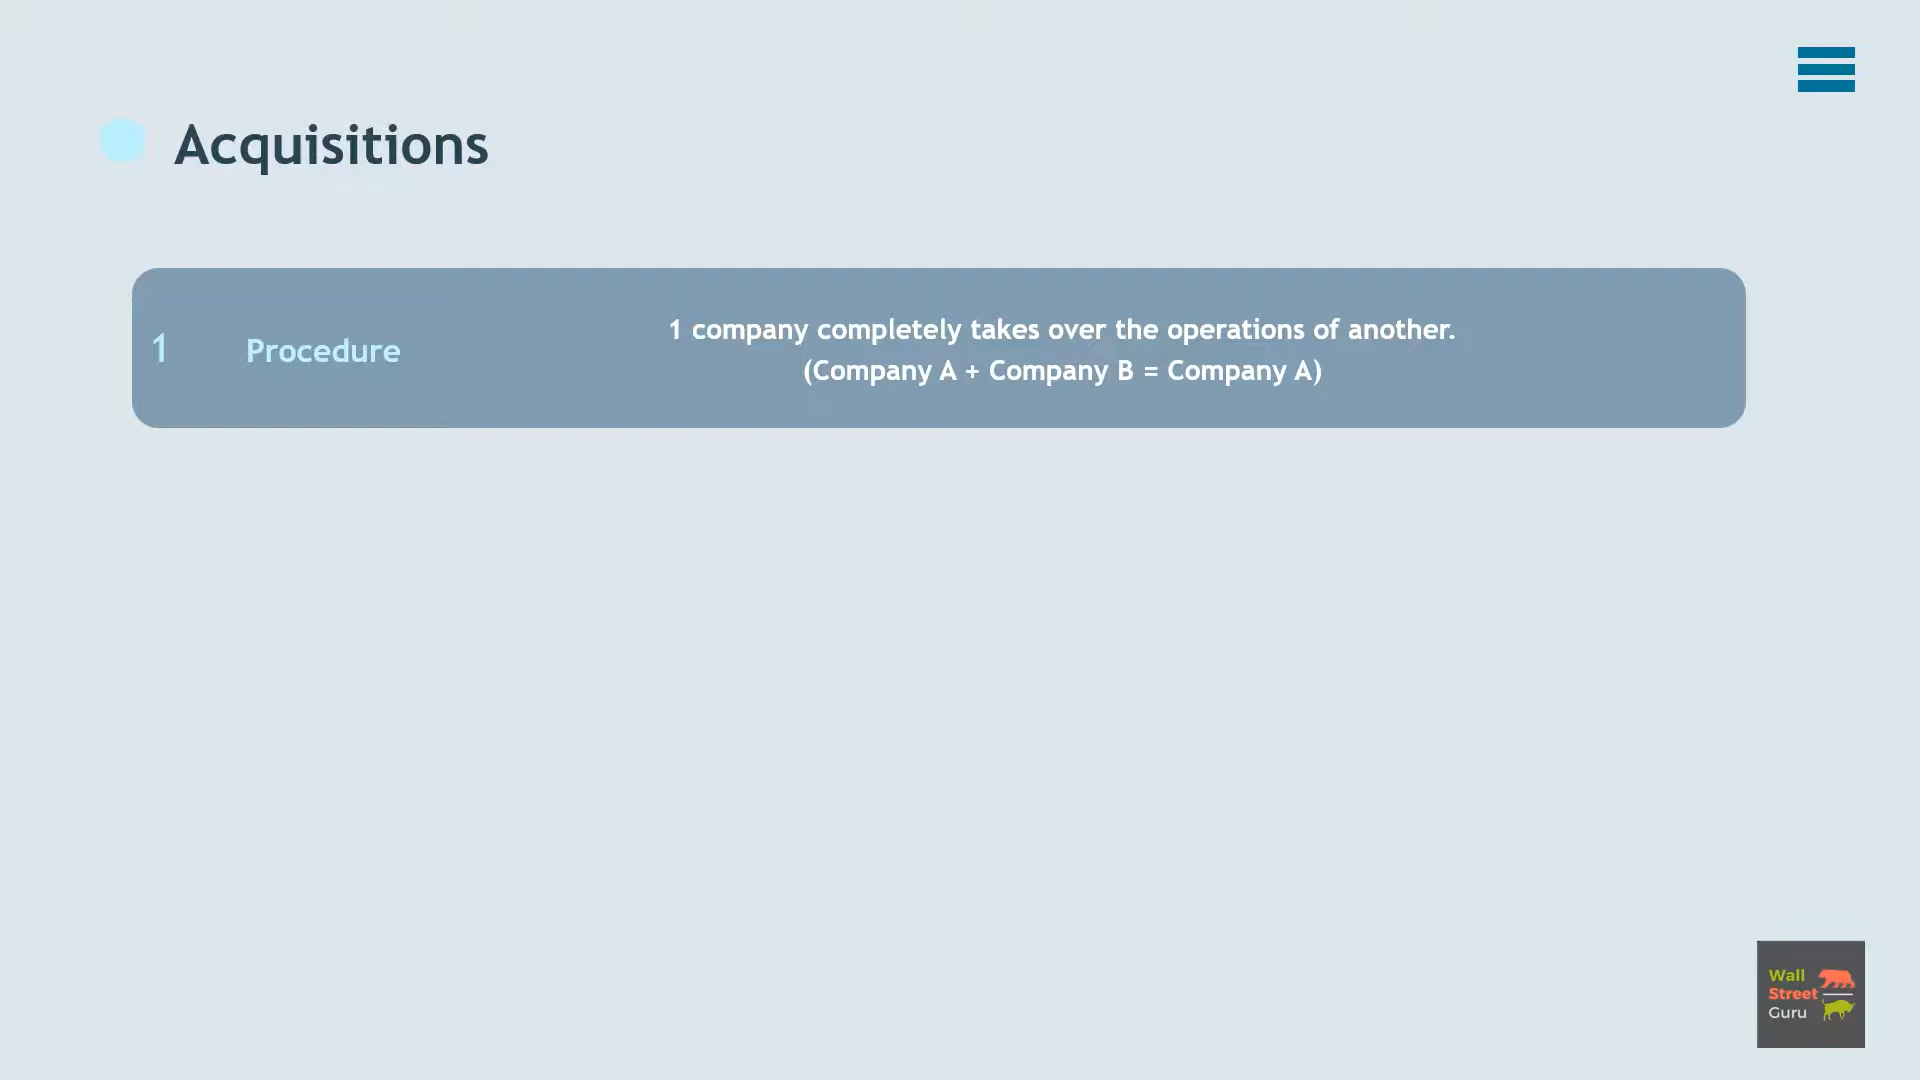 Acquisitions
1
Procedure
1 company completely takes over the operations of another.
(Company A + Company B = Company A)
Wall
Street
Guru